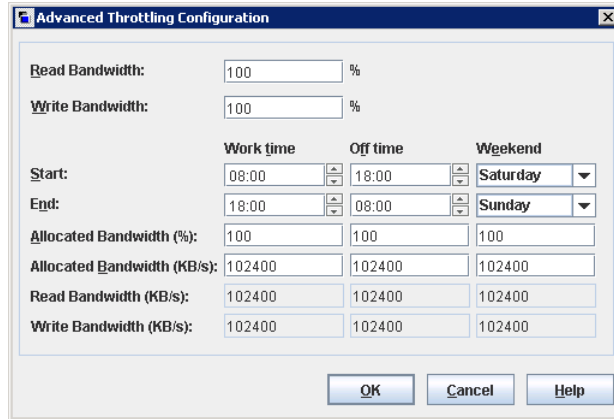 Advanced Throttling Configuration
Read Bandwidth: 100 %
Write Bandwidth: 100 %
Work time Off time Weekend
Start: 08:00 18:00 Saturday
End: 18:00 08:00 Sunday
Allocated Bandwidth (%): 100 100 100
Allocated Bandwidth (KB/s): 102400 102400 102400
Read Bandwidth (KB/s): 102400 102400 102400
Write Bandwidth (KB/s): 102400 102400 102400
OK Cancel Help